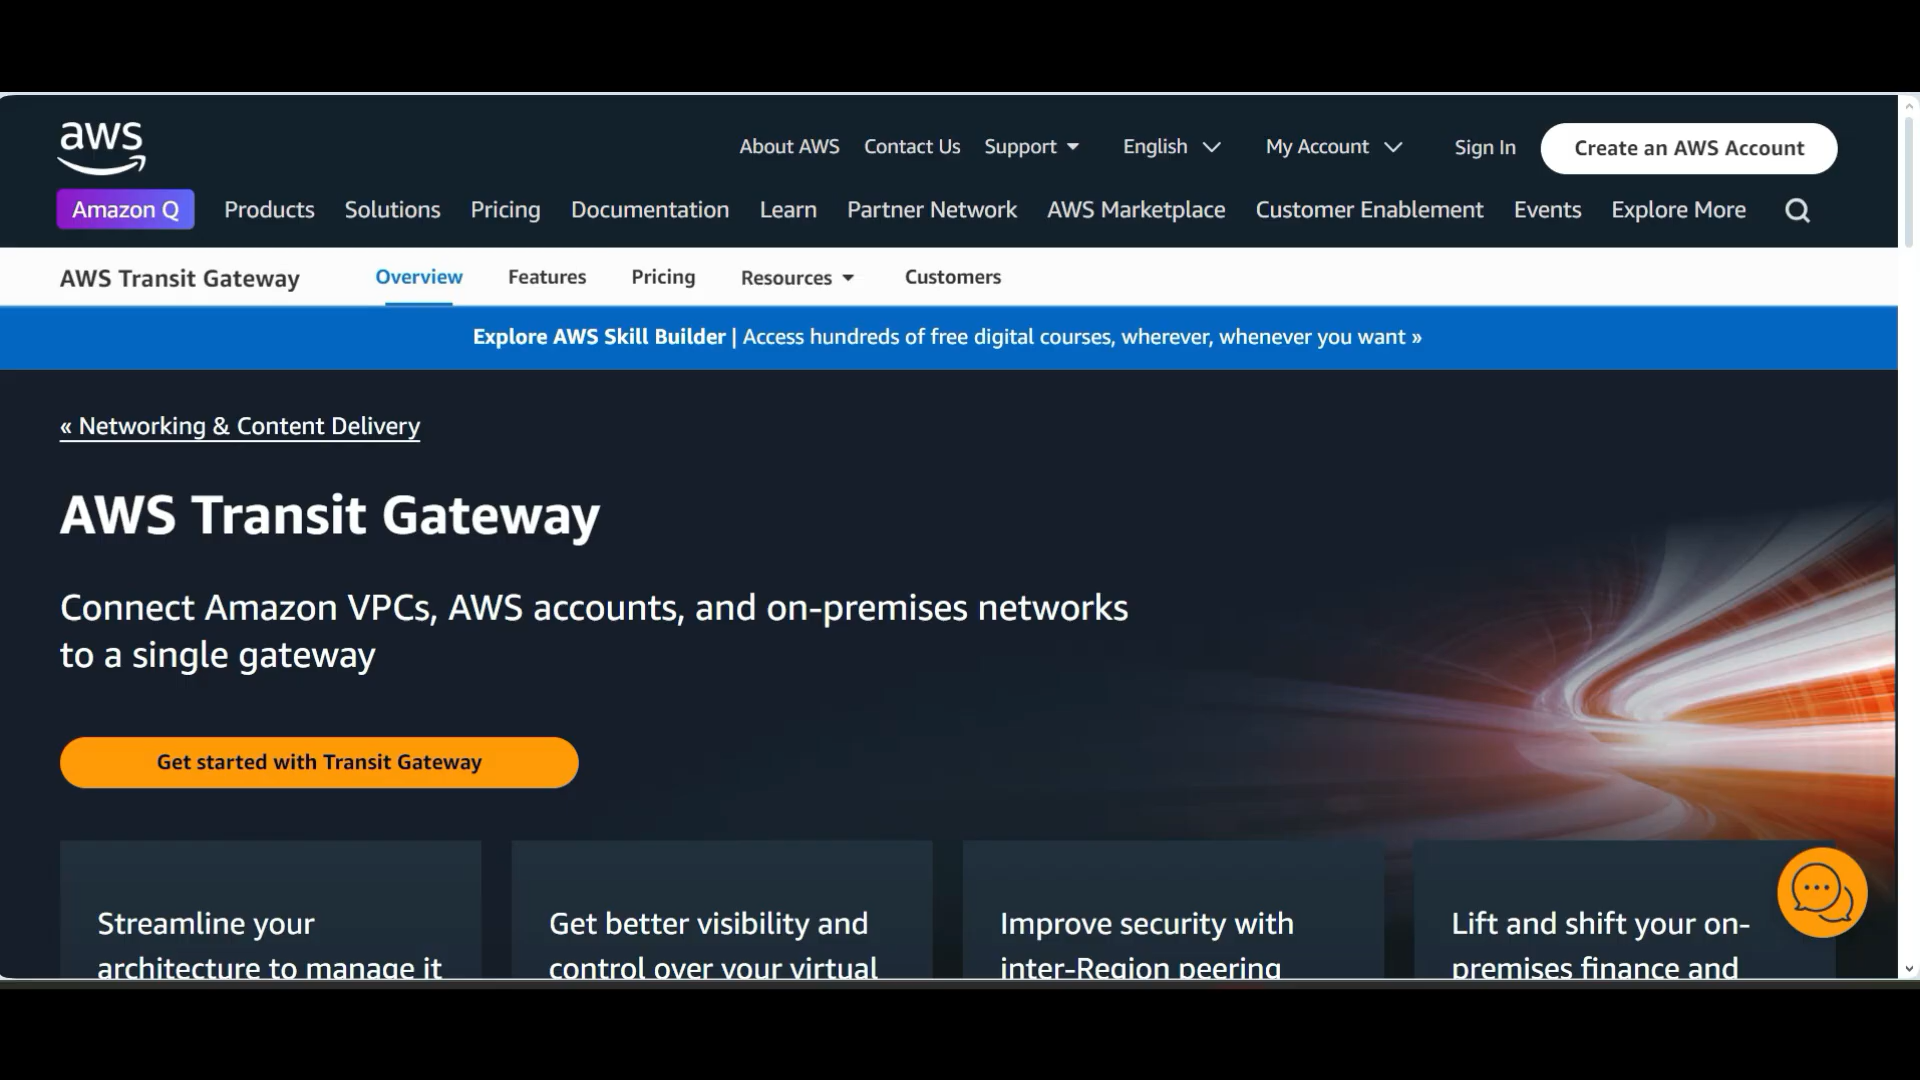 aws
About AWS Contact Us Support English My Account Sign In Create an AWS Account
Amazon Q Products Solutions Pricing Documentation Learn Partner Network AWS Marketplace Customer Enablement Events Explore More
AWS Transit Gateway Overview Features Pricing Resources Customers
Explore AWS Skill Builder | Access hundreds of free digital courses, wherever, whenever you want »
« Networking & Content Delivery
AWS Transit Gateway
Connect Amazon VPCs, AWS accounts, and on-premises networks
to a single gateway
Get started with Transit Gateway
Streamline your
architecture to manage it
Get better visibility and
control over your virtual
Improve security with
inter-Region peering
Lift and shift your on-
premises finance and